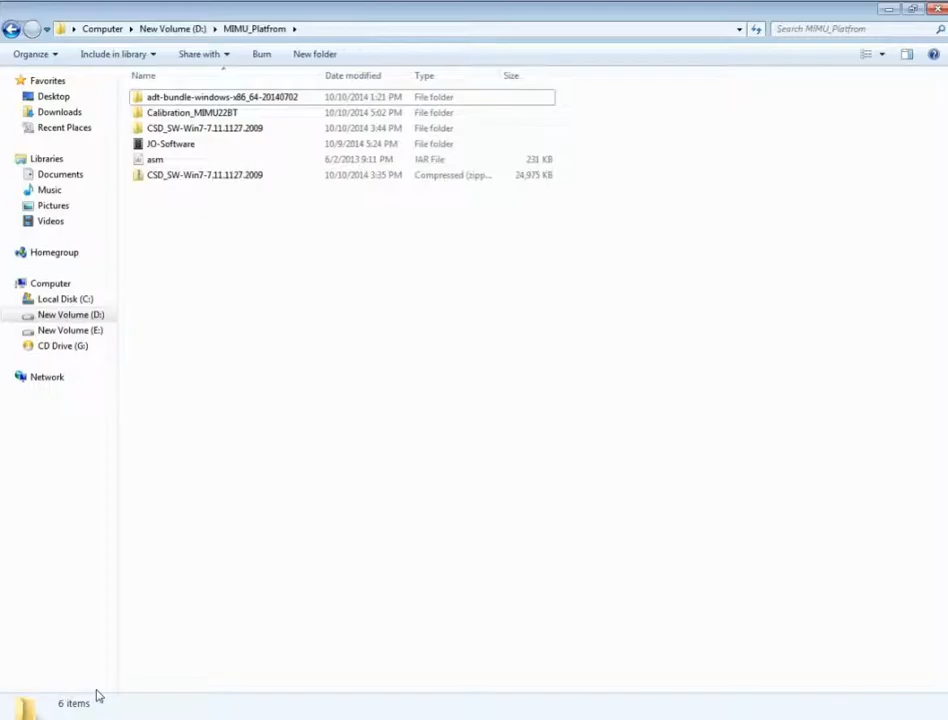 Computer New Volume (D:) MIMU_Platfrom Search MIMU_Platfrom
Organize Include in library Share with Burn New folder
Name Date modified Type Size
Favorites
Desktop
Downloads
Recent Places
Libraries
Documents
Music
Pictures
Videos
Homegroup
Computer
Local Disk (C:)
New Volume (D:)
New Volume (E:)
CD Drive (G:)
Network
adt-bundle-windows-x86_64-20140702 10/10/2014 1:21 PM File folder
Calibration_MIMU22BT 10/10/2014 5:02 PM File folder
CSD_SW-Win7-7.11.1127.2009 10/10/2014 3:44 PM File folder
JO-Software 10/9/2014 5:24 PM File folder
asm 6/2/2013 9:11 PM JAR File 231 KB
CSD_SW-Win7-7.11.1127.2009 10/10/2014 3:35 PM Compressed (zipp... 24,975 KB
6 items